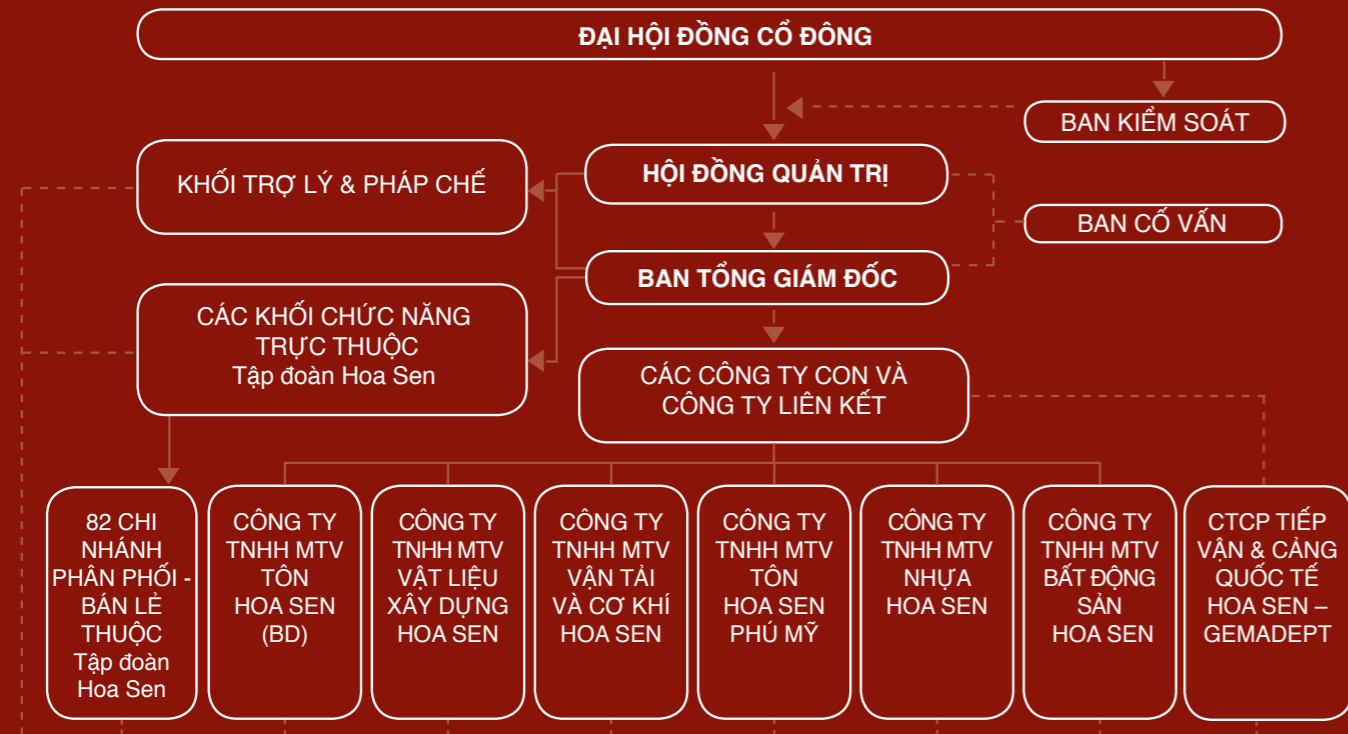 ĐẠI HỘI ĐỒNG CỔ ĐÔNG
BAN KIỂM SOÁT
KHỐI TRỢ LÝ & PHÁP CHẾ
HỘI ĐỒNG QUẢN TRỊ
BAN CỐ VẤN
BAN TỔNG GIÁM ĐỐC
CÁC KHỐI CHỨC NĂNG
TRỰC THUỘC
Tập đoàn Hoa Sen
CÁC CÔNG TY CON VÀ
CÔNG TY LIÊN KẾT
82 CHI
NHÁNH
PHÂN PHỐI -
BÁN LẺ
THUỘC
Tập đoàn
Hoa Sen
CÔNG TY
TNHH MTV
TÔN
HOA SEN
(BD)
CÔNG TY
TNHH MTV
VẬT LIỆU
XÂY DỰNG
HOA SEN
CÔNG TY
TNHH MTV
VẬN TẢI
VÀ CƠ KHÍ
HOA SEN
CÔNG TY
TNHH MTV
TÔN
HOA SEN
PHÚ MỸ
CÔNG TY
TNHH MTV
NHỰA
HOA SEN
CÔNG TY
TNHH MTV
BẤT ĐỘNG
SẢN
HOA SEN
CTCP TIẾP
VẬN & CẢNG
QUỐC TẾ
HOA SEN –
GEMADEPT